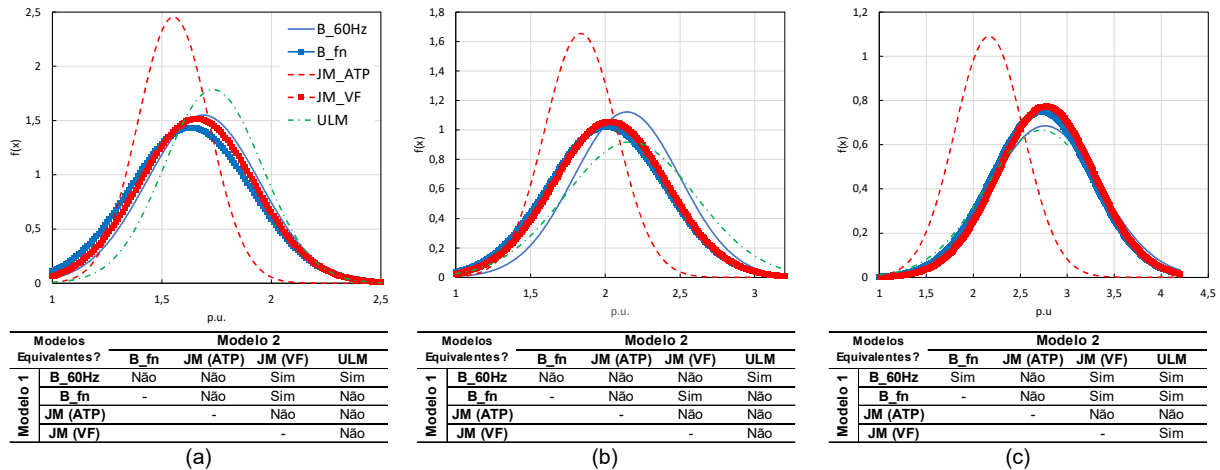 2,5
2
1,5
1
0,5
0
f(x)
1
1,5
2
2,5
p.u.
B_60Hz
B_fn
JM_ATP
JM_VF
ULM
1,8
1,6
1,4
1,2
1
0,8
0,6
0,4
0,2
0
f(x)
1
1,5
2
2,5
3
p.u.
1,2
1
0,8
0,6
0,4
0,2
0
f(x)
1
1,5
2
2,5
3
3,5
4
4,5
p.u
Modelos Equivalentes? Modelo 2
B_fn JM (ATP) JM (VF) ULM
Modelo 1
B_60Hz Não Não Sim Sim
B_fn - Não Sim Não
JM (ATP) - Não Não
JM (VF) - Não
(a)
Modelos Equivalentes? Modelo 2
B_fn JM (ATP) JM (VF) ULM
Modelo 1
B_60Hz Não Não Não Sim
B_fn - Não Sim Não
JM (ATP) - Não Não
JM (VF) - Não
(b)
Modelos Equivalentes? Modelo 2
B_fn JM (ATP) JM (VF) ULM
Modelo 1
B_60Hz Sim Não Sim Sim
B_fn - Não Sim Sim
JM (ATP) - Não Não
JM (VF) - Sim
(c)